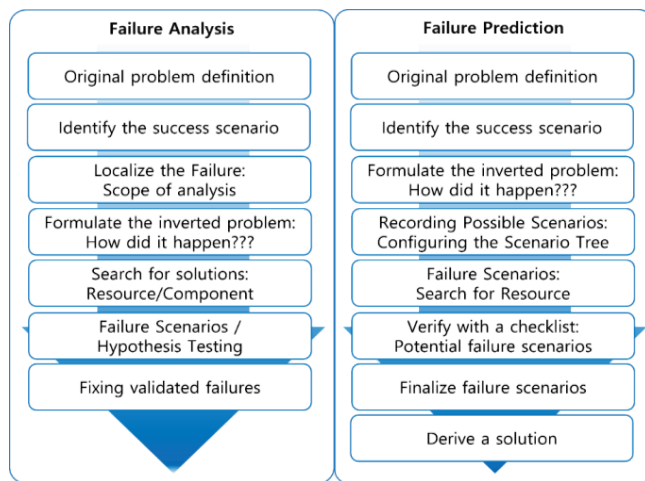 Failure Analysis
Original problem definition
Identify the success scenario
Localize the Failure:
Scope of analysis
Formulate the inverted problem:
How did it happen???
Search for solutions:
Resource/Component
Failure Scenarios /
Hypothesis Testing
Fixing validated failures
Failure Prediction
Original problem definition
Identify the success scenario
Formulate the inverted problem:
How did it happen???
Recording Possible Scenarios:
Configuring the Scenario Tree
Failure Scenarios:
Search for Resource
Verify with a checklist:
Potential failure scenarios
Finalize failure scenarios
Derive a solution